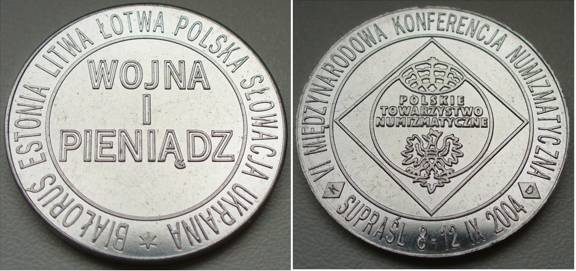 BIAŁORUS ESTONIA LITWA ŁOTWA POLSKA SŁOWACJA UKRAINA
WOJNA
I
PIENIĄDZ
VI MIĘDZYNARODOWA KONFERENCJA NUMIZMATYCZNA
POLSKIE
TOWARZYSTWO
NUMIZMATYCZNE
SUPRAŚL 8-12 IX 2004